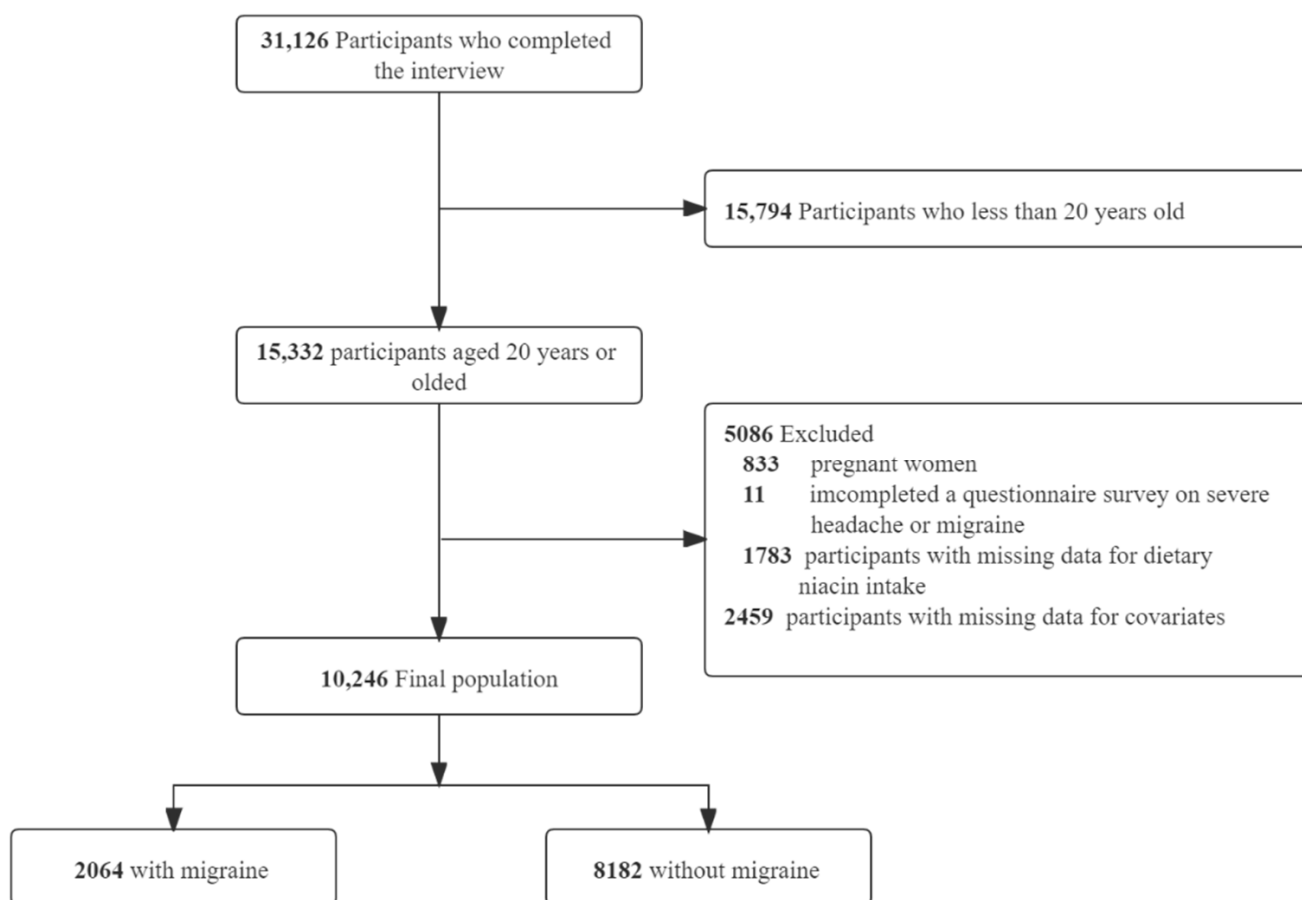 31,126 Participants who completed
the interview
15,794 Participants who less than 20 years old
15,332 participants aged 20 years or
olded
5086 Excluded
833 pregnant women
11 imcompleted a questionnaire survey on severe
headache or migraine
1783 participants with missing data for dietary
niacin intake
2459 participants with missing data for covariates
10,246 Final population
2064 with migraine
8182 without migraine